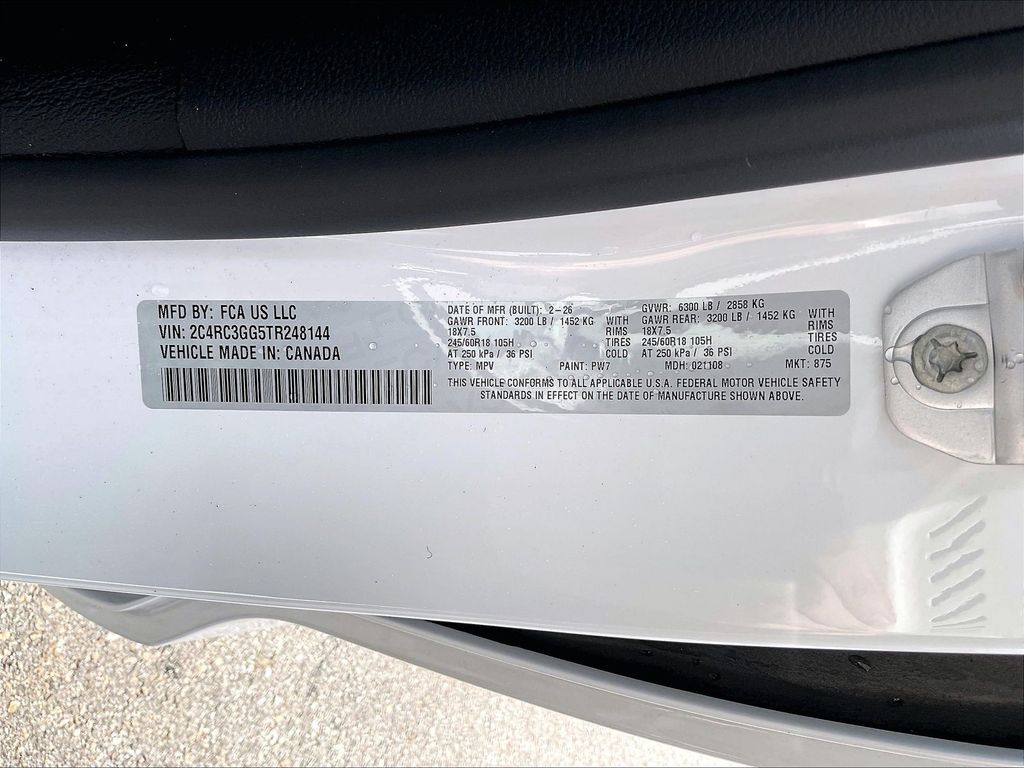 MFD BY: FCA US LLC
VIN: 2C4RC3GG5TR248144
VEHICLE MADE IN: CANADA
DATE OF MFR (BUILT): 2-26
GAWR FRONT: 3200 LB / 1452 KG WITH
18X7.5 RIMS
245/60R18 105H TIRES
AT 250 kPa / 36 PSI COLD
TYPE: MPV PAINT: PW7
GVWR: 6300 LB / 2858 KG
GAWR REAR: 3200 LB / 1452 KG WITH
18X7.5 RIMS
245/60R18 105H TIRES
AT 250 kPa / 36 PSI COLD
MDH: 021108 MKT: 875
THIS VEHICLE CONFORMS TO ALL APPLICABLE U.S.A. FEDERAL MOTOR VEHICLE SAFETY
STANDARDS IN EFFECT ON THE DATE OF MANUFACTURE SHOWN ABOVE.